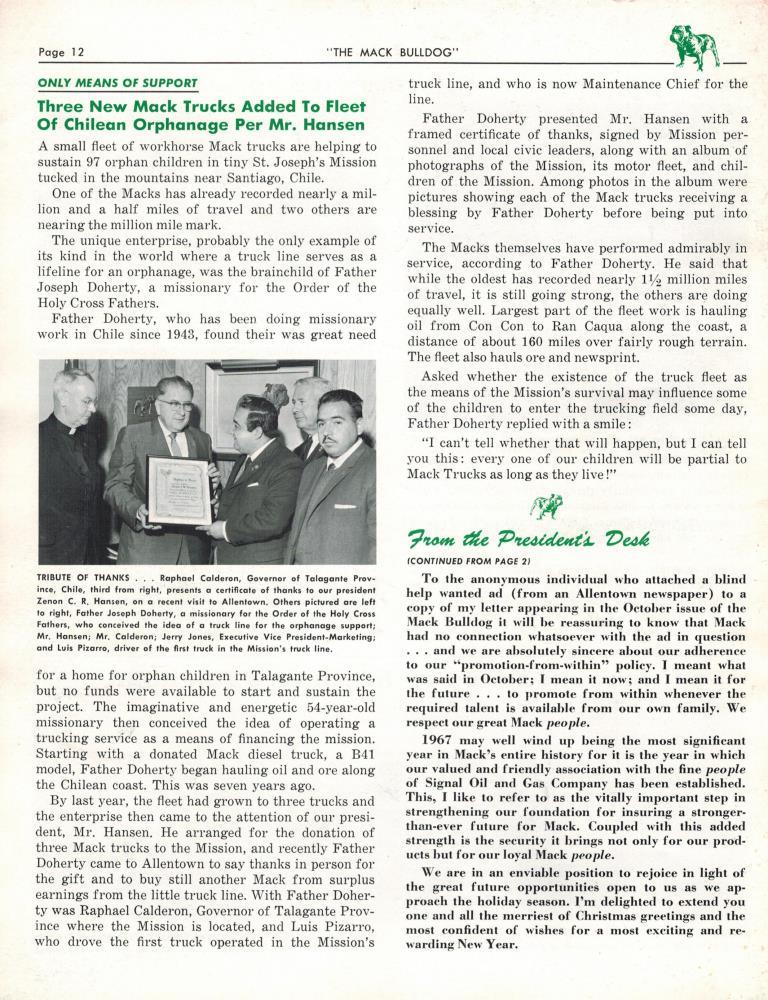 Page 12
"THE MACK BULLDOG"
ONLY MEANS OF SUPPORT
Three New Mack Trucks Added To Fleet
Of Chilean Orphanage Per Mr. Hansen
A small fleet of workhorse Mack trucks are helping to
sustain 97 orphan children in tiny St. Joseph's Mission
tucked in the mountains near Santiago, Chile.
One of the Macks has already recorded nearly a mil-
lion and a half miles of travel and two others are
nearing the million mile mark.
The unique enterprise, probably the only example of
its kind in the world where a truck line serves as a
lifeline for an orphanage, was the brainchild of Father
Joseph Doherty, a missionary for the Order of the
Holy Cross Fathers.
Father Doherty, who has been doing missionary
work in Chile since 1943, found their was great need
TRIBUTE OF THANKS . . . Raphael Calderon, Governor of Talagante Prov-
ince, Chile, third from right, presents a certificate of thanks to our president
Zenon C. R. Hansen, on a recent visit to Allentown. Others pictured are left
to right, Father Joseph Doherty, a missionary for the Order of the Holy Cross
Fathers, who conceived the idea of a truck line for the orphanage support;
Mr. Hansen; Mr. Calderon; Jerry Jones, Executive Vice President-Marketing;
and Luis Pizarro, driver of the first truck in the Mission's truck line.
for a home for orphan children in Talagante Province,
but no funds were available to start and sustain the
project. The imaginative and energetic 54-year-old
missionary then conceived the idea of operating a
trucking service as a means of financing the mission.
Starting with a donated Mack diesel truck, a B41
model, Father Doherty began hauling oil and ore along
the Chilean coast. This was seven years ago.
By last year, the fleet had grown to three trucks and
the enterprise then came to the attention of our presi-
dent, Mr. Hansen. He arranged for the donation of
three Mack trucks to the Mission, and recently Father
Doherty came to Allentown to say thanks in person for
the gift and to buy still another Mack from surplus
earnings from the little truck line. With Father Doher-
ty was Raphael Calderon, Governor of Talagante Prov-
ince where the Mission is located, and Luis Pizarro,
who drove the first truck operated in the Mission's
truck line, and who is now Maintenance Chief for the
line.
Father Doherty presented Mr. Hansen with a
framed certificate of thanks, signed by Mission per-
sonnel and local civic leaders, along with an album of
photographs of the Mission, its motor fleet, and chil-
dren of the Mission. Among photos in the album were
pictures showing each of the Mack trucks receiving a
blessing by Father Doherty before being put into
service.
The Macks themselves have performed admirably in
service, according to Father Doherty. He said that
while the oldest has recorded nearly 1½ million miles
of travel, it is still going strong, the others are doing
equally well. Largest part of the fleet work is hauling
oil from Con Con to Ran Caqua along the coast, a
distance of about 160 miles over fairly rough terrain.
The fleet also hauls ore and newsprint.
Asked whether the existence of the truck fleet as
the means of the Mission's survival may influence some
of the children to enter the trucking field some day,
Father Doherty replied with a smile:
"I can't tell whether that will happen, but I can tell
you this: every one of our children will be partial to
Mack Trucks as long as they live!"
From the President's Desk
(CONTINUED FROM PAGE 2)
To the anonymous individual who attached a blind
help wanted ad (from an Allentown newspaper) to a
copy of my letter appearing in the October issue of the
Mack Bulldog it will be reassuring to know that Mack
had no connection whatsoever with the ad in question
. . . and we are absolutely sincere about our adherence
to our "promotion-from-within" policy. I meant what
was said in October; I mean it now; and I mean it for
the future . . . to promote from within whenever the
required talent is available from our own family. We
respect our great Mack people.
1967 may well wind up being the most significant
year in Mack's entire history for it is the year in which
our valued and friendly association with the fine people
of Signal Oil and Gas Company has been established.
This, I like to refer to as the vitally important step in
strengthening our foundation for insuring a stronger-
than-ever future for Mack. Coupled with this added
strength is the security it brings not only for our prod-
ucts but for our loyal Mack people.
We are in an enviable position to rejoice in light of
the great future opportunities open to us as we ap-
proach the holiday season. I'm delighted to extend you
one and all the merriest of Christmas greetings and the
most confident of wishes for a most exciting and re-
warding New Year.